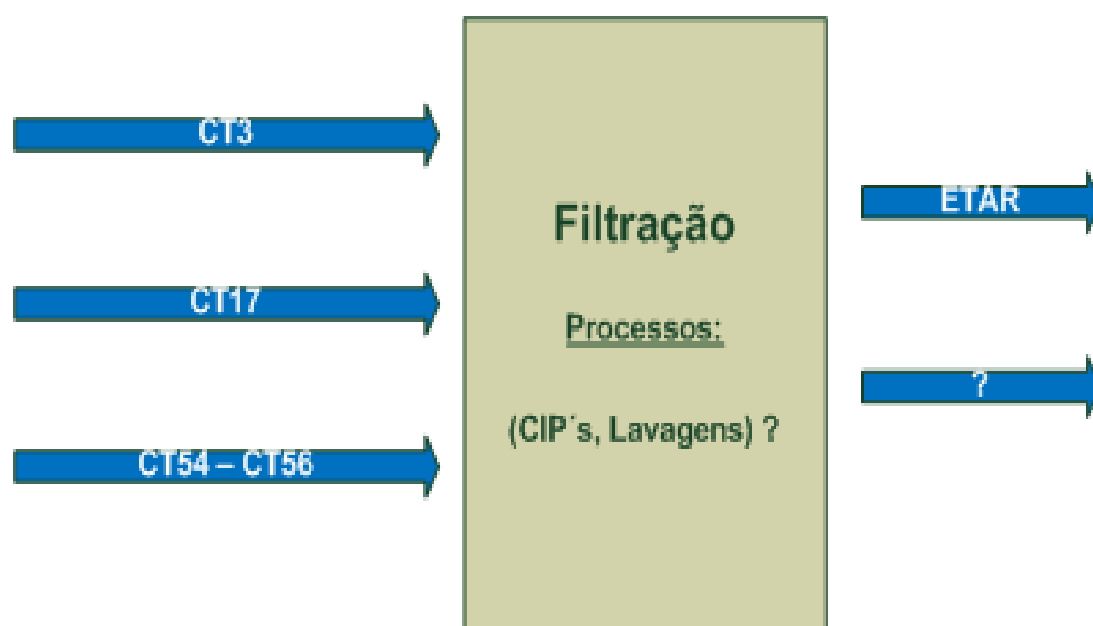 CT3
CT17
CT54 – CT56
Filtração
Processos:
(CIP´s, Lavagens) ?
ETAR
?